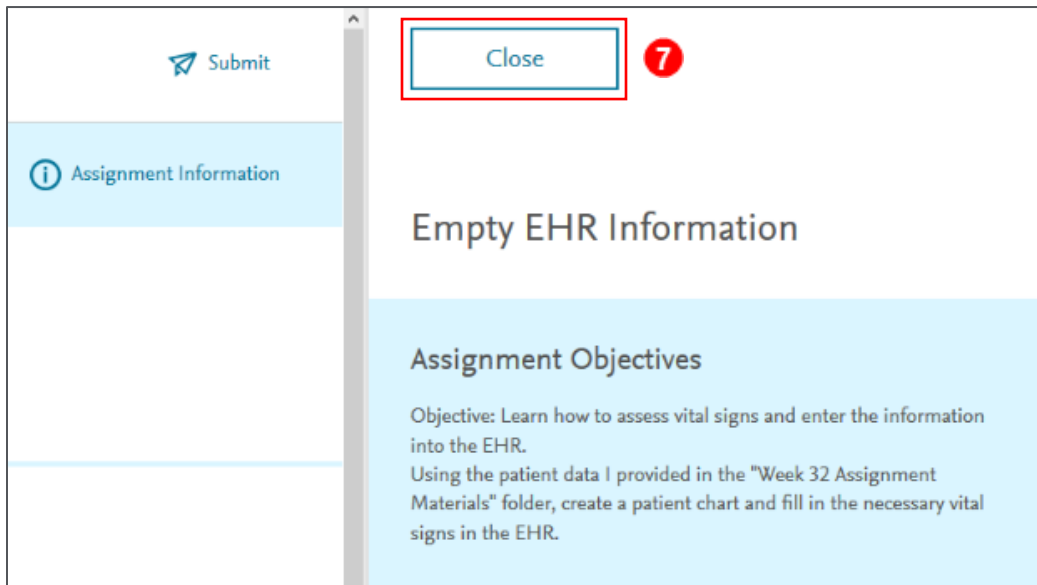 Submit
Close
7
Assignment Information
Empty EHR Information
Assignment Objectives
Objective: Learn how to assess vital signs and enter the information
into the EHR.
Using the patient data I provided in the "Week 32 Assignment
Materials" folder, create a patient chart and fill in the necessary vital
signs in the EHR.